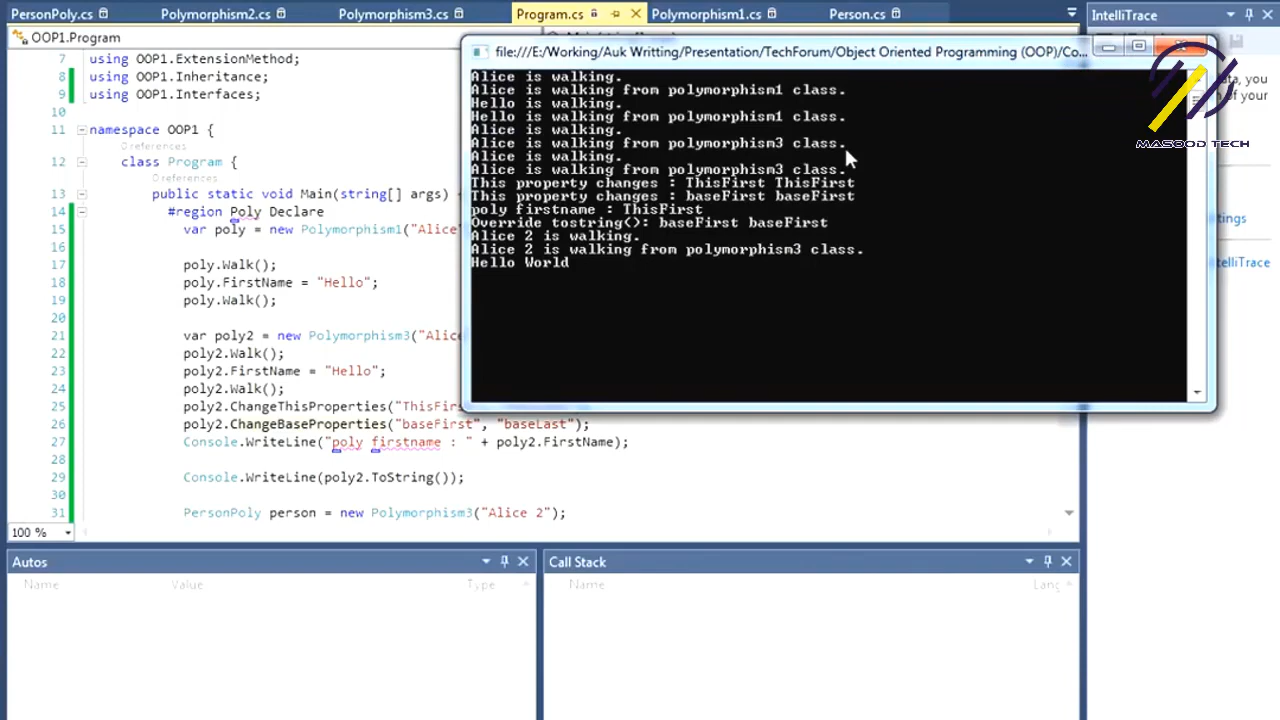 PersonPoly.cs
Polymorphism2.cs
Polymorphism3.cs
Program.cs
Polymorphism1.cs
Person.cs
IntelliTrace
OOP1.Program
file:///E:/Working/Auk Writting/Presentation/TechForum/Object Oriented Programming (OOP)/Co...
Alice is walking.
Alice is walking from polymorphism1 class.
Hello is walking.
Hello is walking from polymorphism1 class.
Alice is walking.
Alice is walking from polymorphism3 class.
Alice is walking.
Alice is walking from polymorphism3 class.
This property changes : ThisFirst ThisFirst
This property changes : baseFirst baseFirst
poly firstname : ThisFirst
Override tostring(): baseFirst baseFirst
Alice 2 is walking.
Alice 2 is walking from polymorphism3 class.
Hello World
7 using OOP1.ExtensionMethod;
8 using OOP1.Inheritance;
9 using OOP1.Interfaces;
10
11 namespace OOP1 {
0 references
12 class Program {
0 references
13 public static void Main(string[] args)
14 #region Poly Declare
15 var poly = new Polymorphism1("Alice"
16
17 poly.Walk();
18 poly.FirstName = "Hello";
19 poly.Walk();
20
21 var poly2 = new Polymorphism3("Alic
22 poly2.Walk();
23 poly2.FirstName = "Hello";
24 poly2.Walk();
25 poly2.ChangeThisProperties("ThisFirs
26 poly2.ChangeBaseProperties("baseFirst", "baseLast");
27 Console.WriteLine("poly firstname : " + poly2.FirstName);
28
29 Console.WriteLine(poly2.ToString());
30
31 PersonPoly person = new Polymorphism3("Alice 2");
100 %
ata, you
n of your
MASOOD TECH
ttings
telliTrace
Autos
Name Value Type
Call Stack
Name Lang